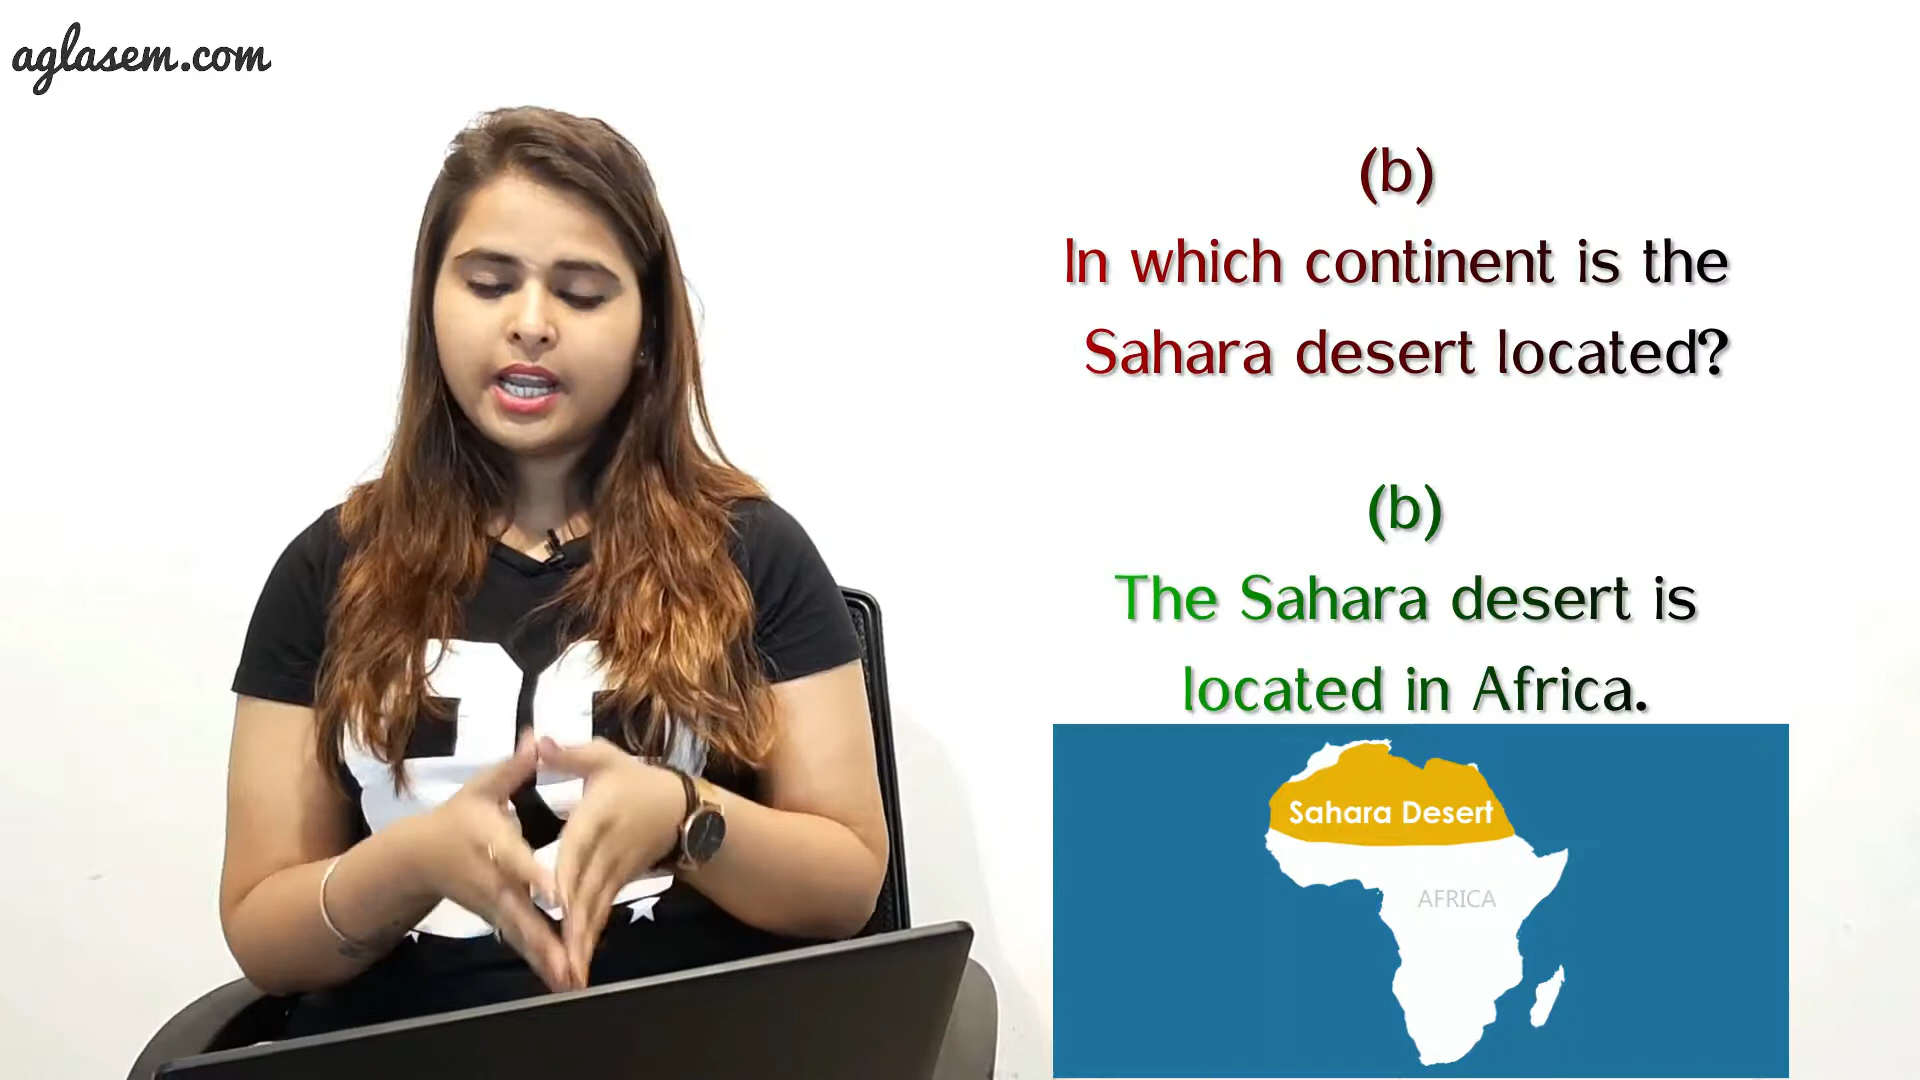 aglasem.com
(b)
In which continent is the
Sahara desert located?
(b)
The Sahara desert is
located in Africa.
Sahara Desert
AFRICA